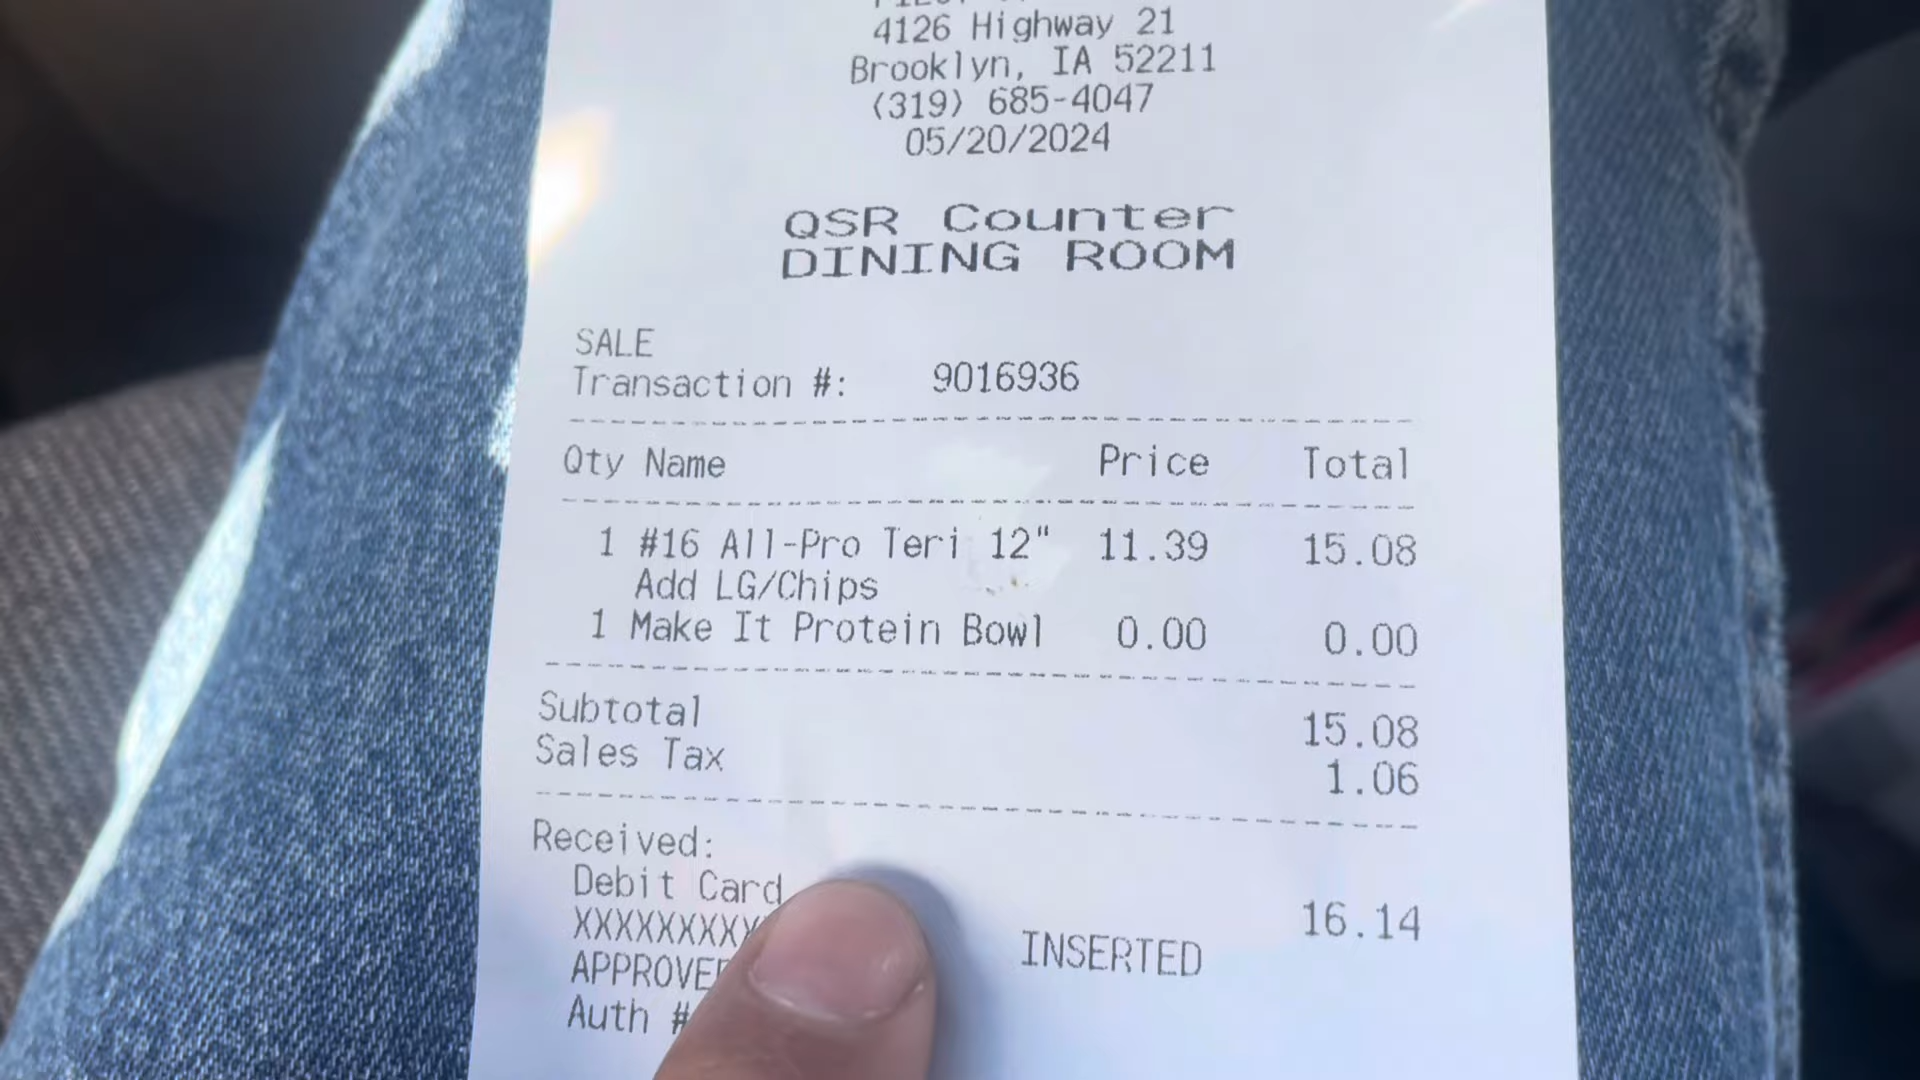 4126 Highway 21
Brooklyn, IA 52211
(319) 685-4047
05/20/2024
QSR Counter
DINING ROOM
SALE
Transaction #: 9016936
Qty Name Price Total
1 #16 All-Pro Teri 12" 11.39 15.08
Add LG/Chips
1 Make It Protein Bowl 0.00 0.00
Subtotal 15.08
Sales Tax 1.06
Received:
Debit Card 16.14
XXXXXXXXX INSERTED
APPROVE
Auth #